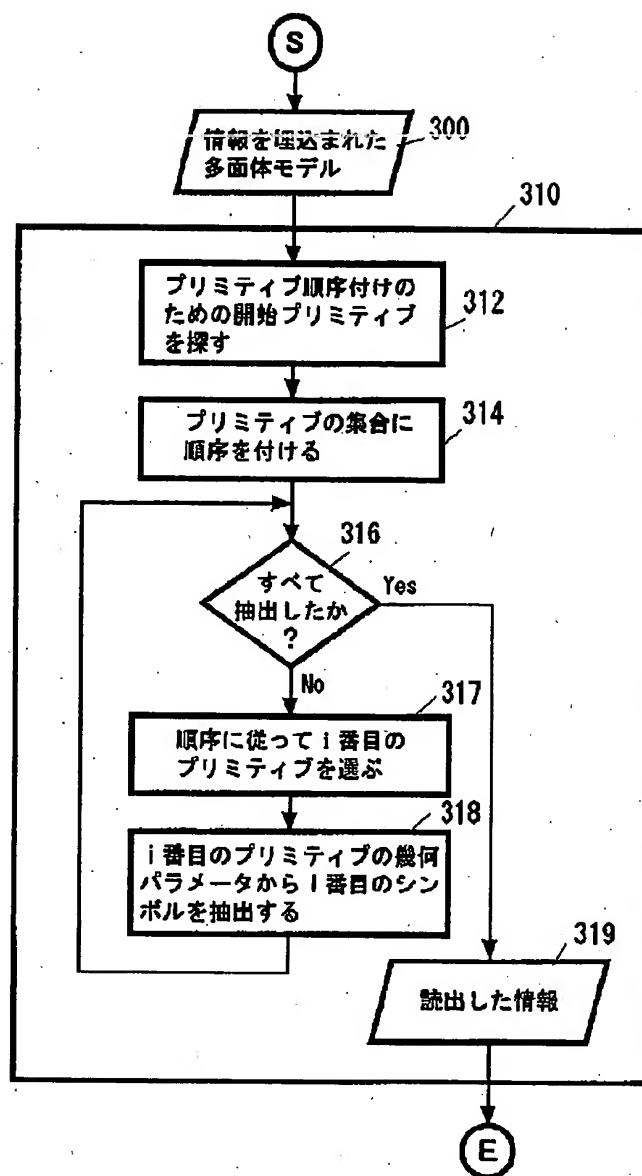 S
情報を埋込まれた
多面体モデル
300
310
プリミティブ順序付けの
ための開始プリミティブ
を探す
312
プリミティブの集合に
順序を付ける
314
316
すべて
抽出したか
?
Yes
No
317
順序に従ってi番目の
プリミティブを選ぶ
318
i番目のプリミティブの幾何
パラメータからi番目のシン
ボルを抽出する
319
読出した情報
E